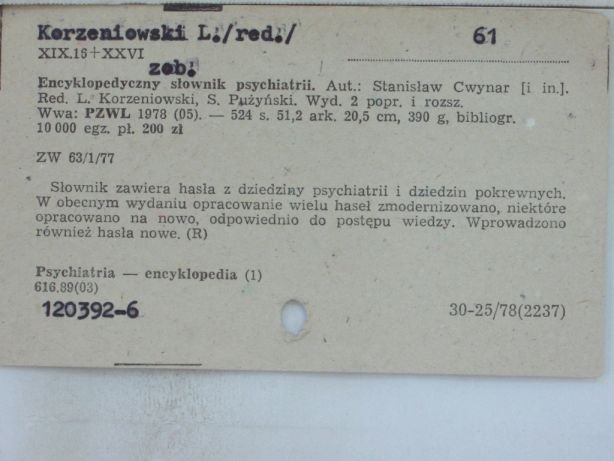 Korzeniowski L./red./ 61
XIX.16+XXVI
zob.
Encyklopedyczny słownik psychiatrii. Aut.: Stanisław Cwynar [i in.].
Red. L. Korzeniowski, S. Pużyński. Wyd. 2 popr. i rozsz.
Wwa: PZWL 1978 (05). — 524 s. 51,2 ark. 20,5 cm, 390 g, bibliogr.
10 000 egz. pł. 200 zł
ZW 63/1/77
Słownik zawiera hasła z dziedziny psychiatrii i dziedzin pokrewnych.
W obecnym wydaniu opracowanie wielu haseł zmodernizowano, niektóre
opracowano na nowo, odpowiednio do postępu wiedzy. Wprowadzono
również hasła nowe. (R)
Psychiatria — encyklopedia (1)
616.89(03)
120392-6 30-25/78(2237)